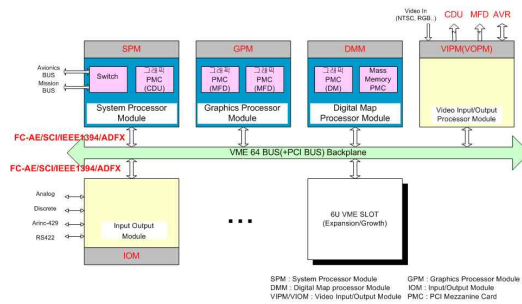 Video In
(NTSC, RGB..)
CDU MFD AVR
SPM
GPM
DMM
VIPM(VOPM)
Avionics
BUS
Mission
BUS
Switch
그래픽
PMC
(CDU)
그래픽
PMC
(MFD)
그래픽
PMC
(MFD)
그래픽
PMC
(DM)
Mass
Memory
PMC
System Processor
Module
Graphics Processor
Module
Digital Map
Processor Module
Video Input/Output
Processor Module
FC-AE/SCI/IEEE1394/ADFX
VME 64 BUS(+PCI BUS) Backplane
FC-AE/SCI/IEEE1394/ADFX
Analog
Discrete
Arinc-429
RS422
Input Output
Module
IOM
...
6U VME SLOT
(Expansion/Growth)
SPM : System Processor Module
GPM : Graphics Processor Module
DMM : Digital Map processor Module
IOM : Input/Output Module
VIPM/VIOM : Video Input/Output Module
PMC : PCI Mezzanine Card